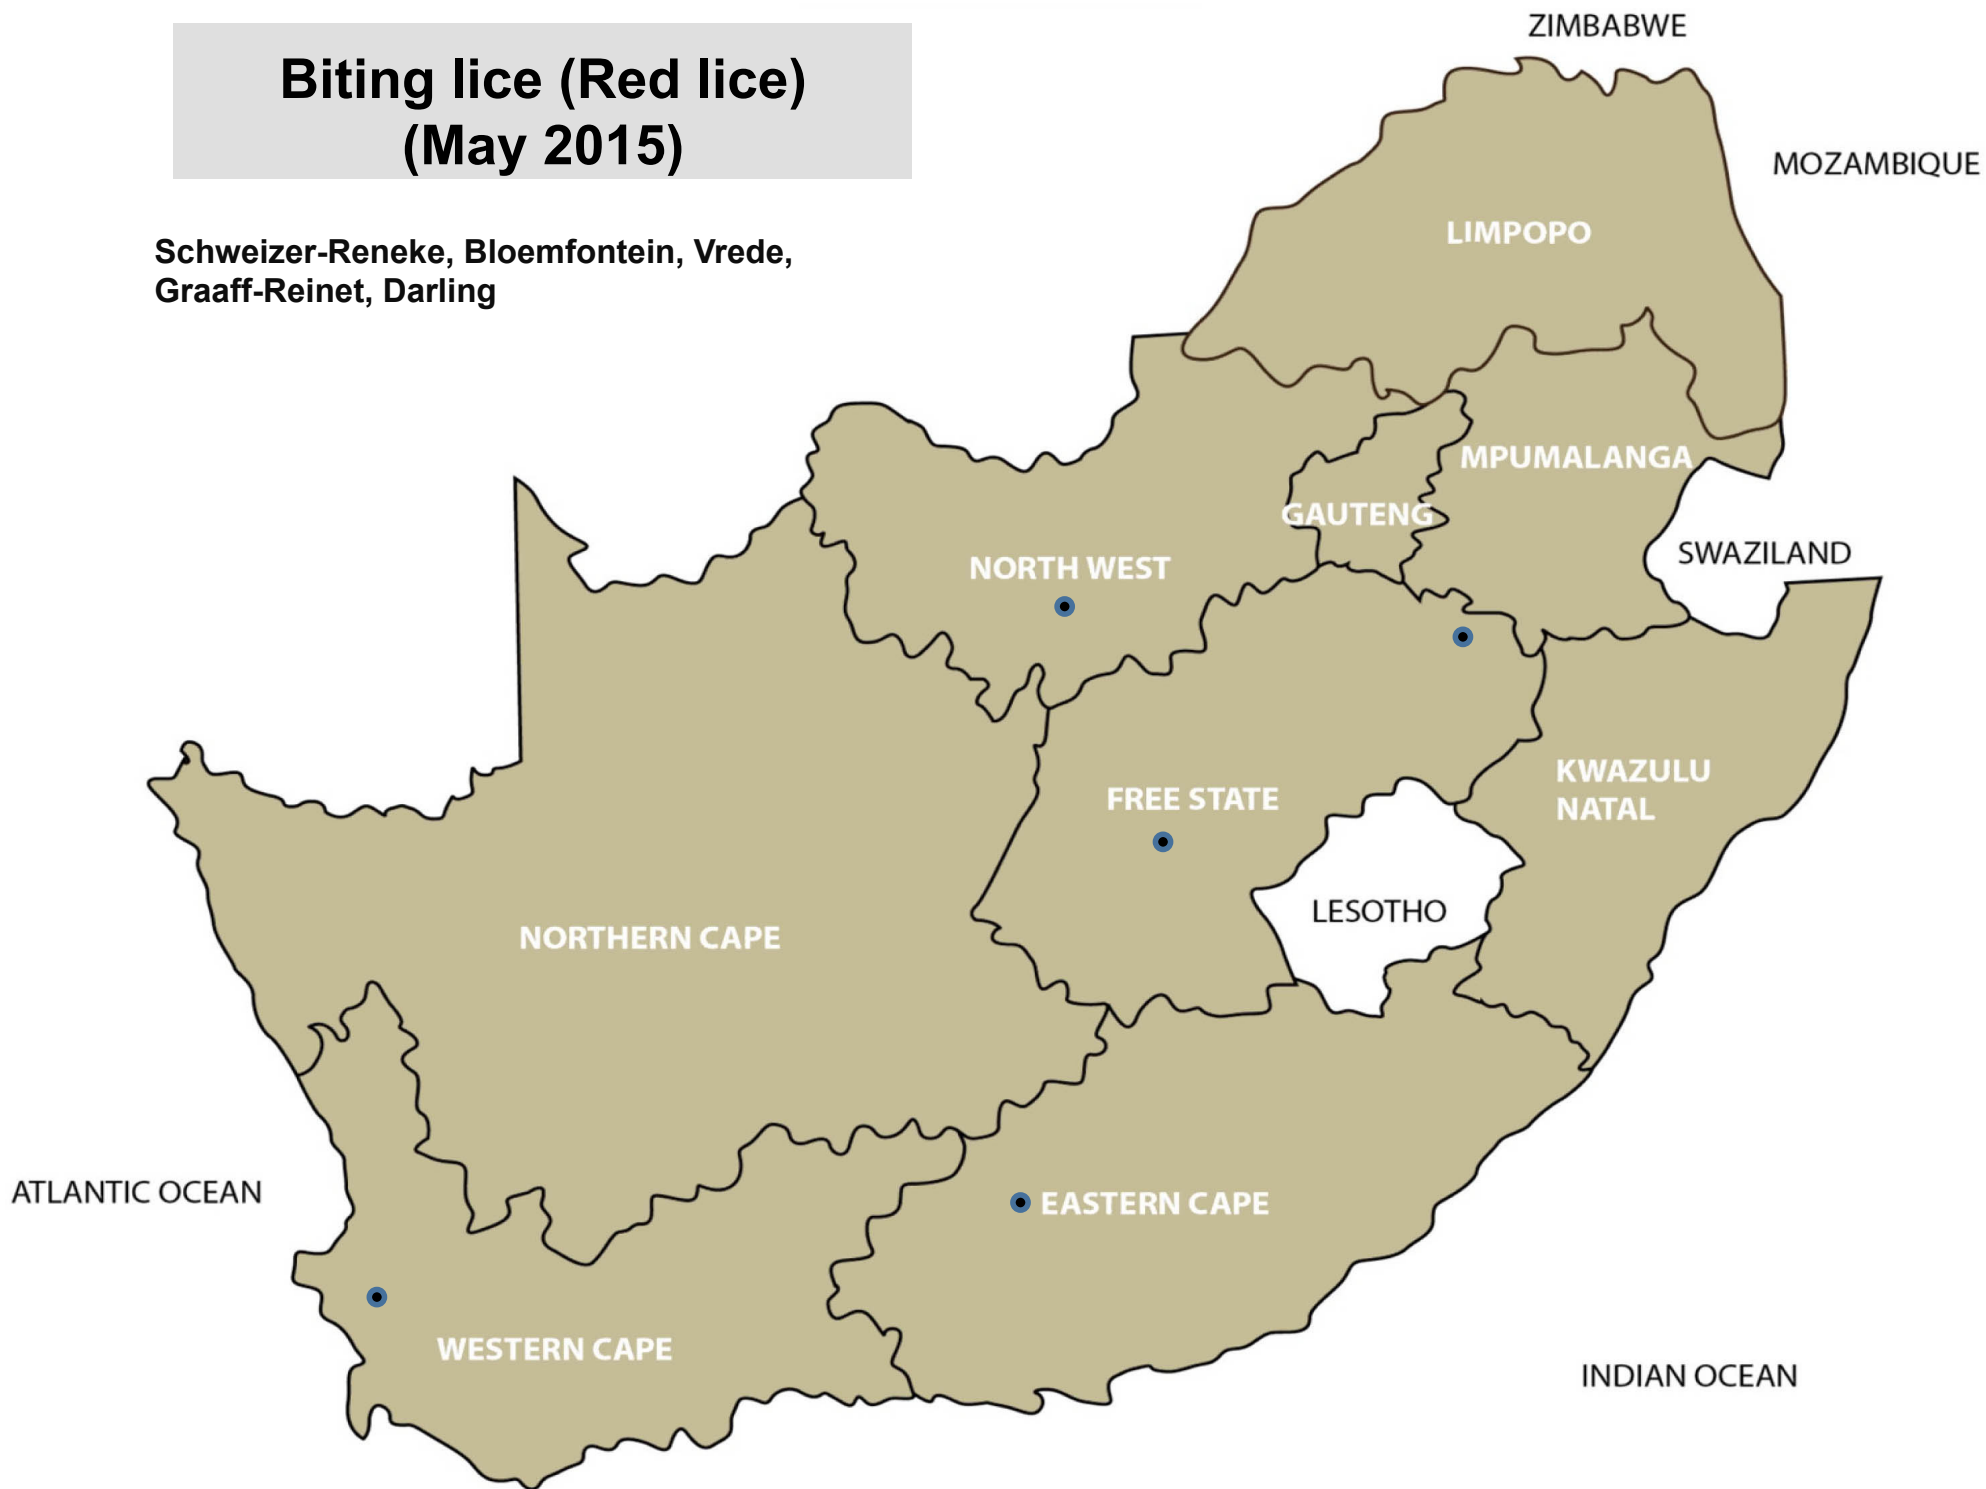 Biting lice (Red lice)
(May 2015)
Schweizer-Reneke, Bloemfontein, Vrede,
Graaff-Reinet, Darling
ZIMBABWE
MOZAMBIQUE
LIMPOPO
MPUMALANGA
GAUTENG
SWAZILAND
NORTH WEST
KWAZULU
NATAL
FREE STATE
LESOTHO
NORTHERN CAPE
ATLANTIC OCEAN
EASTERN CAPE
WESTERN CAPE
INDIAN OCEAN